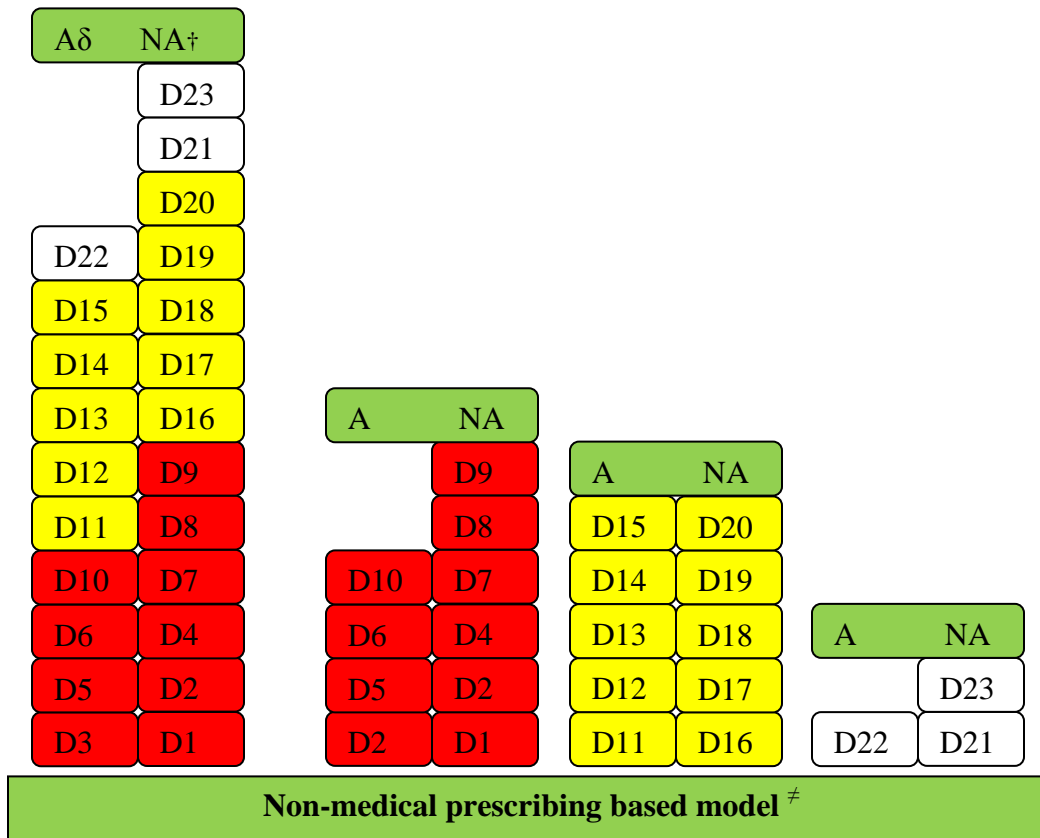 Aδ NA†
D23
D21
D20
D22 D19
D15 D18
D14 D17
D13 D16
D12 D9
D11 D8
D10 D7
D6 D4
D5 D2
D3 D1
A NA
D9
D8
D10 D7
D6 D4
D5 D2
D2 D1
A NA
D15 D20
D14 D19
D13 D18
D12 D17
D11 D16
A NA
D23
D22 D21
Non-medical prescribing based model ≠